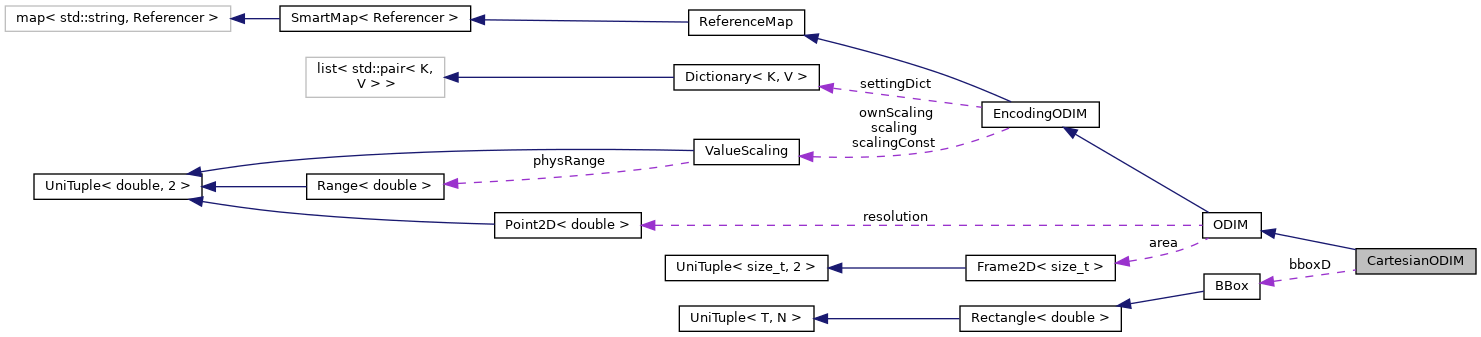 map< std::string, Referencer >
SmartMap< Referencer >
ReferenceMap
list< std::pair< K,
V > >
Dictionary< K, V >
settingDict
EncodingODIM
ownScaling
scaling
scalingConst
ValueScaling
physRange
UniTuple< double, 2 >
Range< double >
Point2D< double >
resolution
ODIM
area
UniTuple< size_t, 2 >
Frame2D< size_t >
CartesianODIM
bboxD
BBox
UniTuple< T, N >
Rectangle< double >